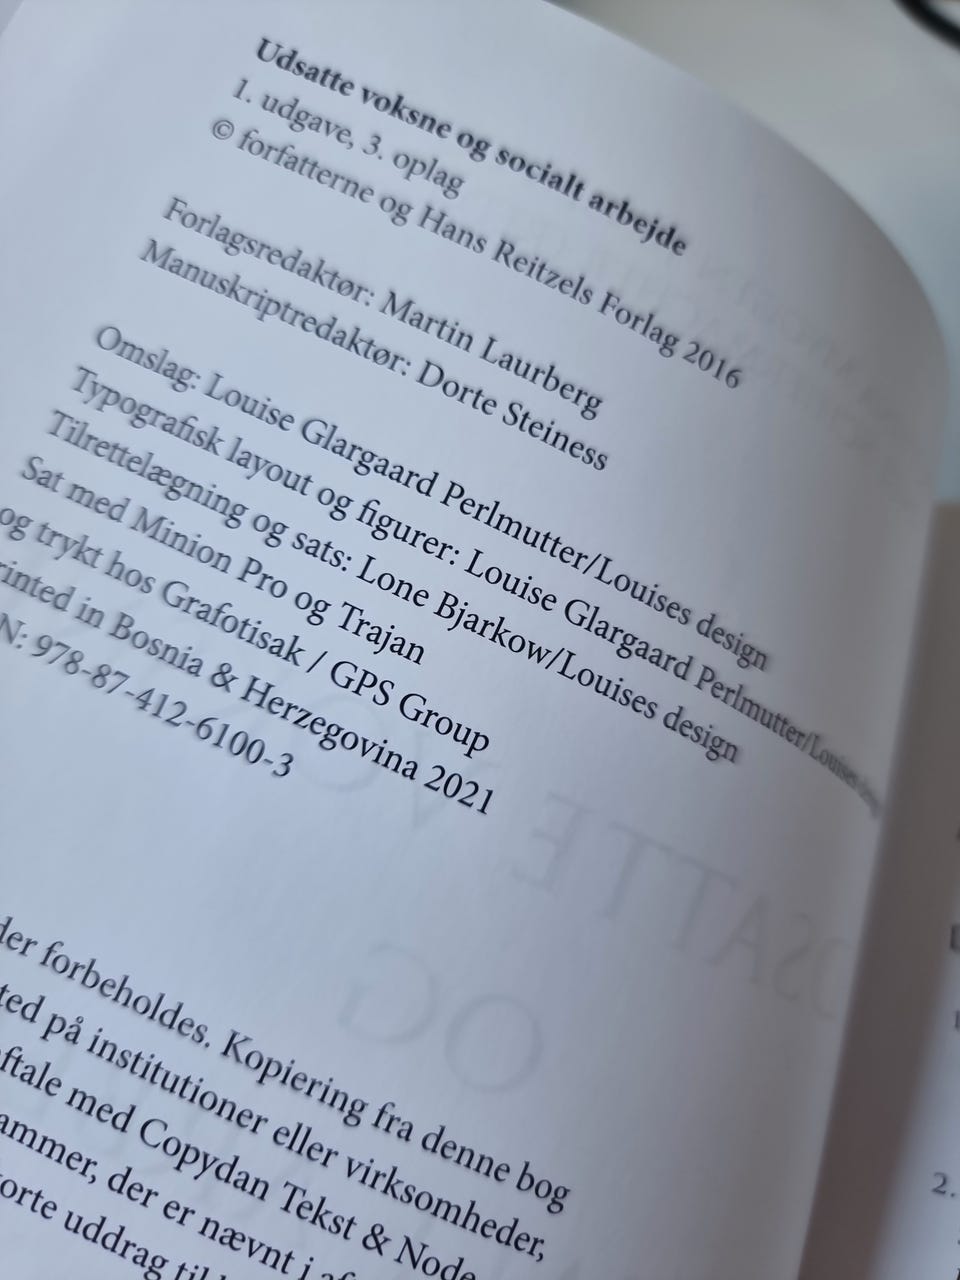 Udsatte voksne og socialt arbejde
1. udgave, 3. oplag
© forfatterne og Hans Reitzels Forlag 2016
Forlagsredaktør: Martin Laurberg
Manuskriptredaktør: Dorte Steiness
Omslag: Louise Glargaard Perlmutter/Louises design
Typografisk layout og figurer: Louise Glargaard Perlmutter/Louises design
Tilrettelægning og sats: Lone Bjarkow/Louises design
Sat med Minion Pro og Trajan
og trykt hos Grafotisak / GPS Group
rinted in Bosnia & Herzegovina 2021
N: 978-87-412-6100-3
der forbeholdes. Kopiering fra denne bog
ted på institutioner eller virksomheder,
ftale med Copydan Tekst & Node
ammer, der er nævnt i
orte uddrag til
2.